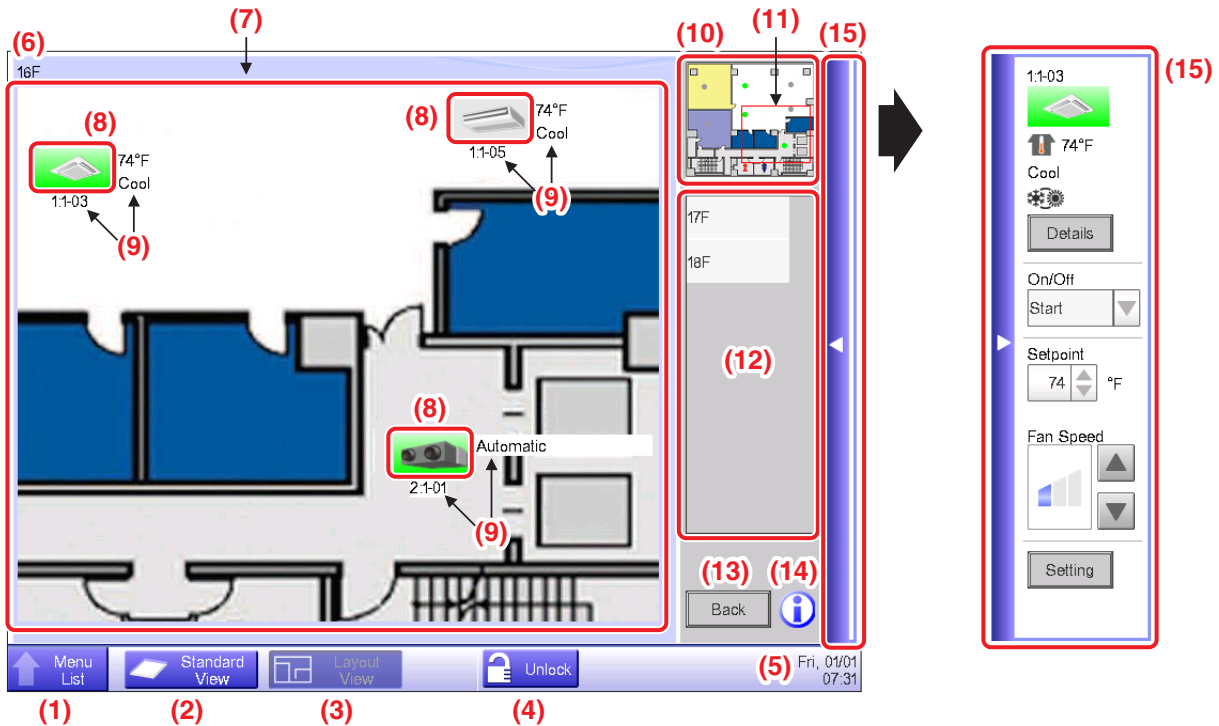 (7)
(10)
(11)
(15)
(6)
16F
(8)
74°F
Cool
1:1-03
(9)
(8)
74°F
Cool
1:1-05
(9)
17F
18F
(12)
(8)
Automatic
2:1-01
(9)
(13)
(14)
Back
Menu
List
Standard
View
Layout
View
Unlock
(5)
Fri, 01/01
07:31
(1)
(2)
(3)
(4)
(15)
1:1-03
74°F
Cool
Details
On/Off
Start
Setpoint
74 °F
Fan Speed
Setting